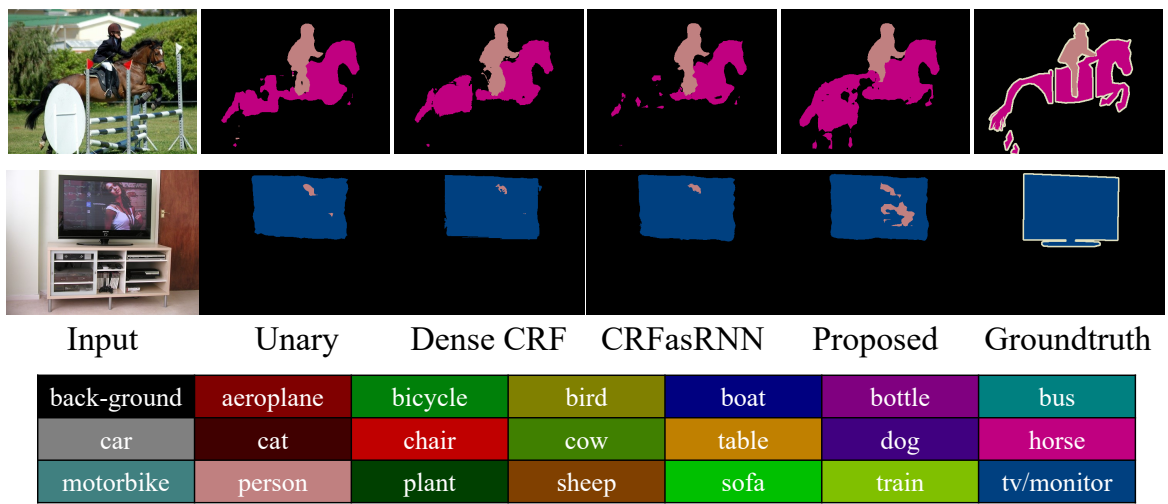 Input Unary Dense CRF CRFasRNN Proposed Groundtruth
back-ground aeroplane bicycle bird boat bottle bus
car cat chair cow table dog horse
motorbike person plant sheep sofa train tv/monitor